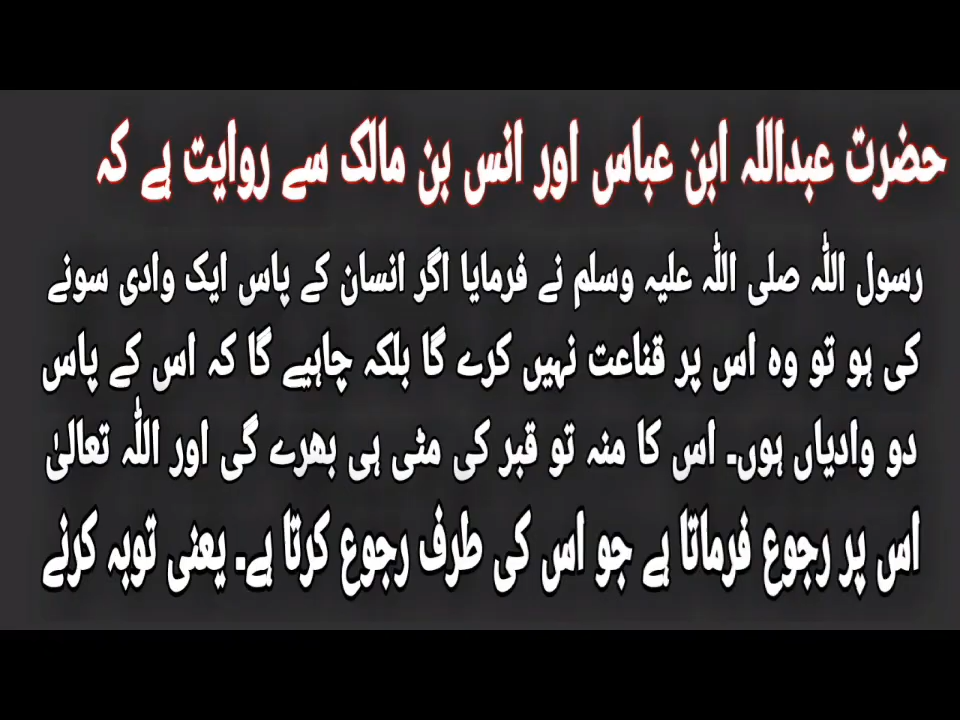 حضرت عبداللہ ابن عباس اور انس بن مالک سے روایت ہے کہ
رسول اللّٰہ صلی اللّٰہ علیہ وسلم نے فرمایا اگر انسان کے پاس ایک وادی سونے
کی ہو تو وہ اس پر قناعت نہیں کرے گا بلکہ چاہیے گا کہ اس کے پاس
دو وادیاں ہوں۔ اس کا منہ تو قبر کی مٹی ہی بھرے گی اور اللّٰہ تعالیٰ
اس پر رجوع فرماتا ہے جو اس کی طرف رجوع کرتا ہے۔ یعنی توبہ کرنے